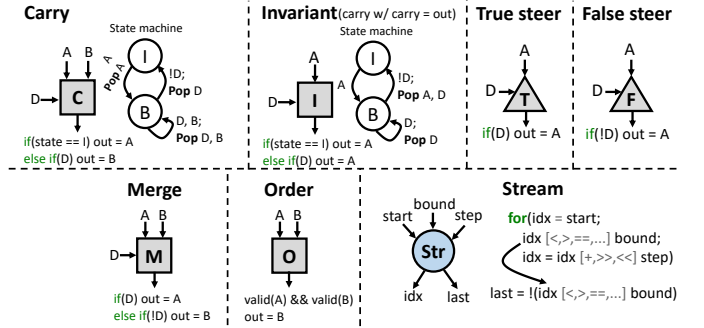 Carry
State machine
A B
D
C
I
B
A
Pop A
!D;
Pop D
D, B;
Pop D, B
if(state == I) out = A
else if(D) out = B
Invariant(carry w/ carry = out)
State machine
A
D
I
I
B
A
!D;
Pop A, D
D;
Pop D
if(state == I) out = A
else if(D) out = A
True steer
A
D
T
if(D) out = A
False steer
A
D
F
if(!D) out = A
Merge
A B
D
M
if(D) out = A
else if(!D) out = B
Order
A B
O
valid(A) && valid(B)
out = B
Stream
bound
start
step
Str
idx
last
for(idx = start;
idx [<,>,==,...] bound;
idx = idx [+,>>,<<] step)
last = !(idx [<,>,==,...] bound)